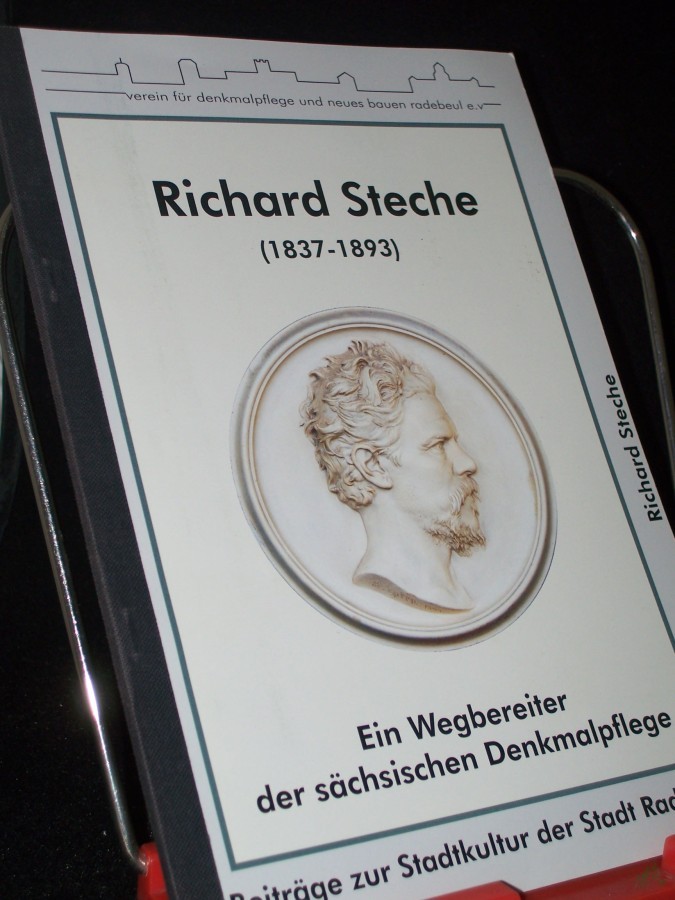 verein für denkmalpflege und neues bauen radebeul e.v
Richard Steche
(1837-1893)
Richard Steche
Ein Wegbereiter
der sächsischen Denkmalpflege
Beiträge zur Stadtkultur der Stadt